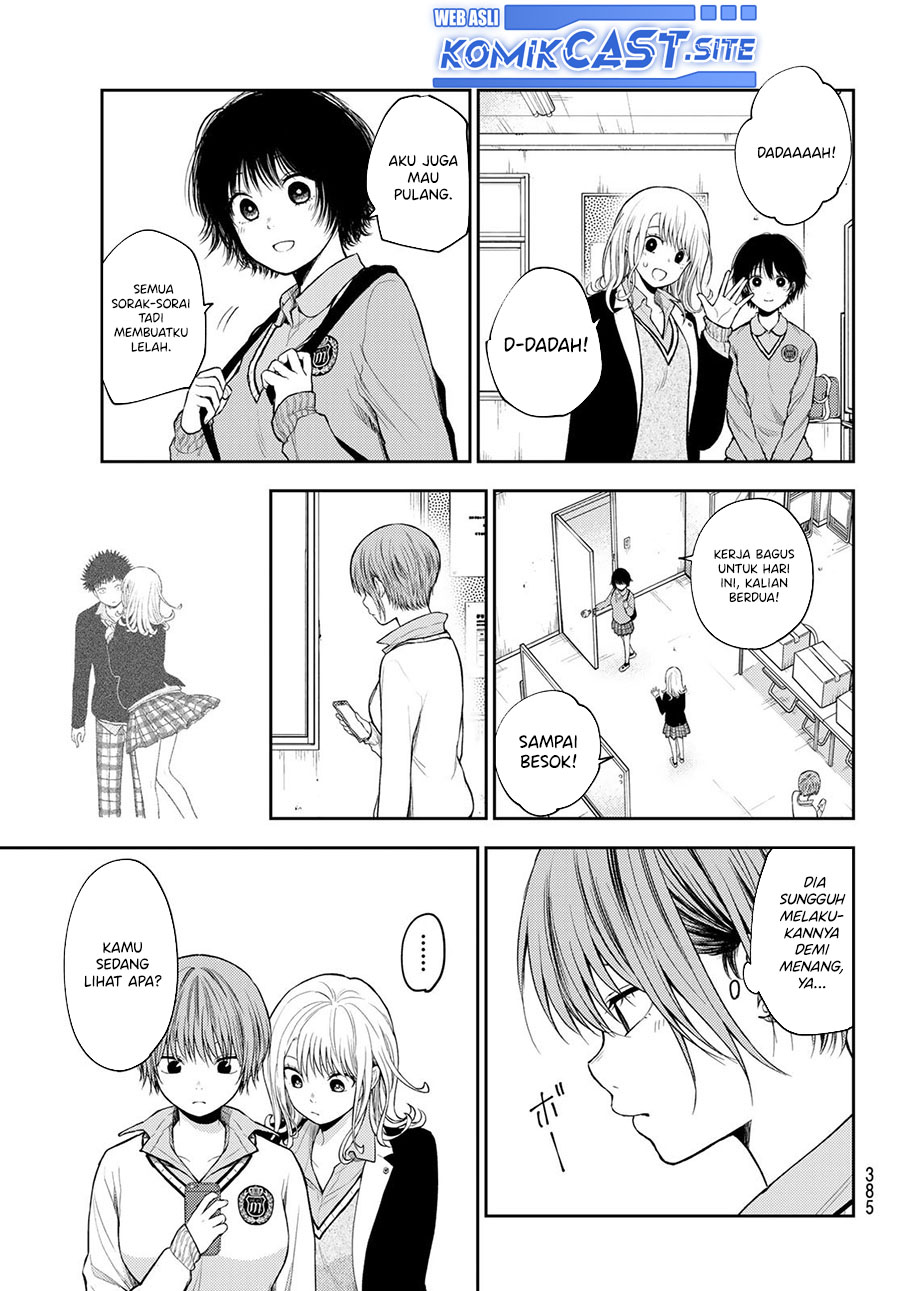 WEB ASLI
KOMIKCAST.SITE
DADAAAAH!
D-DADAH!
AKU JUGA
MAU
PULANG.
SEMUA
SORAK-SORAI
TADI
MEMBUATKU
LELAH.
KERJA BAGUS
UNTUK HARI
INI, KALIAN
BERDUA!
SAMPAI
BESOK!
DIA
SUNGGUH
MELAKU-
KANNYA
DEMI
MENANG,
YA...
ボー
......
KAMU
SEDANG
LIHAT APA?
385